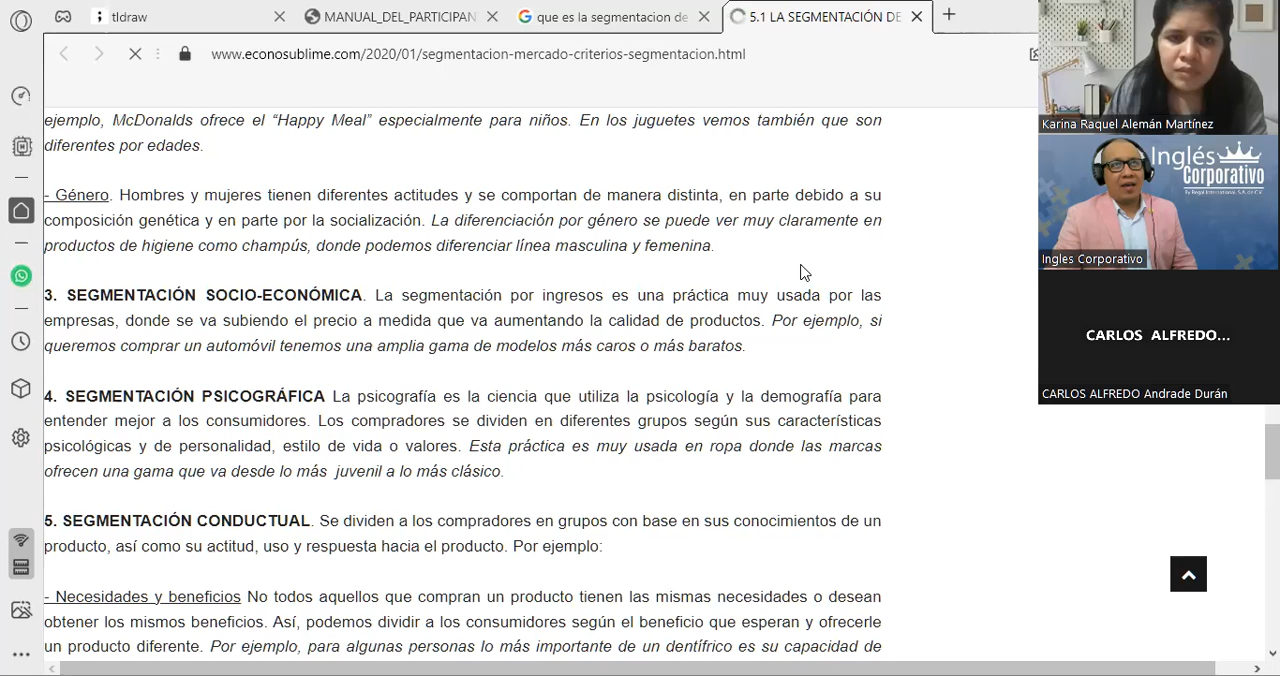 tldraw
MANUAL_DEL_PARTICIPAN
que es la segmentacion de
5.1 LA SEGMENTACIÓN DE
www.econosublime.com/2020/01/segmentacion-mercado-criterios-segmentacion.html
ejemplo, McDonalds ofrece el “Happy Meal” especialmente para niños. En los juguetes vemos también que son
diferentes por edades.
- Género. Hombres y mujeres tienen diferentes actitudes y se comportan de manera distinta, en parte debido a su
composición genética y en parte por la socialización. La diferenciación por género se puede ver muy claramente en
productos de higiene como champús, donde podemos diferenciar línea masculina y femenina.
3. SEGMENTACIÓN SOCIO-ECONÓMICA. La segmentación por ingresos es una práctica muy usada por las
empresas, donde se va subiendo el precio a medida que va aumentando la calidad de productos. Por ejemplo, si
queremos comprar un automóvil tenemos una amplia gama de modelos más caros o más baratos.
4. SEGMENTACIÓN PSICOGRÁFICA La psicogrfía es la ciencia que utiliza la psicología y la demografía para
entender mejor a los consumidores. Los compradores se dividen en diferentes grupos según sus características
psicológicas y de personalidad, estilo de vida o valores. Esta práctica es muy usada en ropa donde las marcas
ofrecen una gama que va desde lo más juvenil a lo más clásico.
5. SEGMENTACIÓN CONDUCTUAL. Se dividen a los compradores en grupos con base en sus conocimientos de un
producto, así como su actitud, uso y respuesta hacia el producto. Por ejemplo:
- Necesidades y beneficios No todos aquellos que compran un producto tienen las mismas necesidades o desean
obtener los mismos beneficios. Así, podemos dividir a los consumidores según el beneficio que esperan y ofrecerle
un producto diferente. Por ejemplo, para algunas personas lo más importante de un dentífrico es su capacidad de
Karina Raquel Alemán Martínez
Inglés
Corporativo
By Regal International, S.A. de C.V.
Ingles Corporativo
CARLOS ALFREDO...
CARLOS ALFREDO Andrade Durán